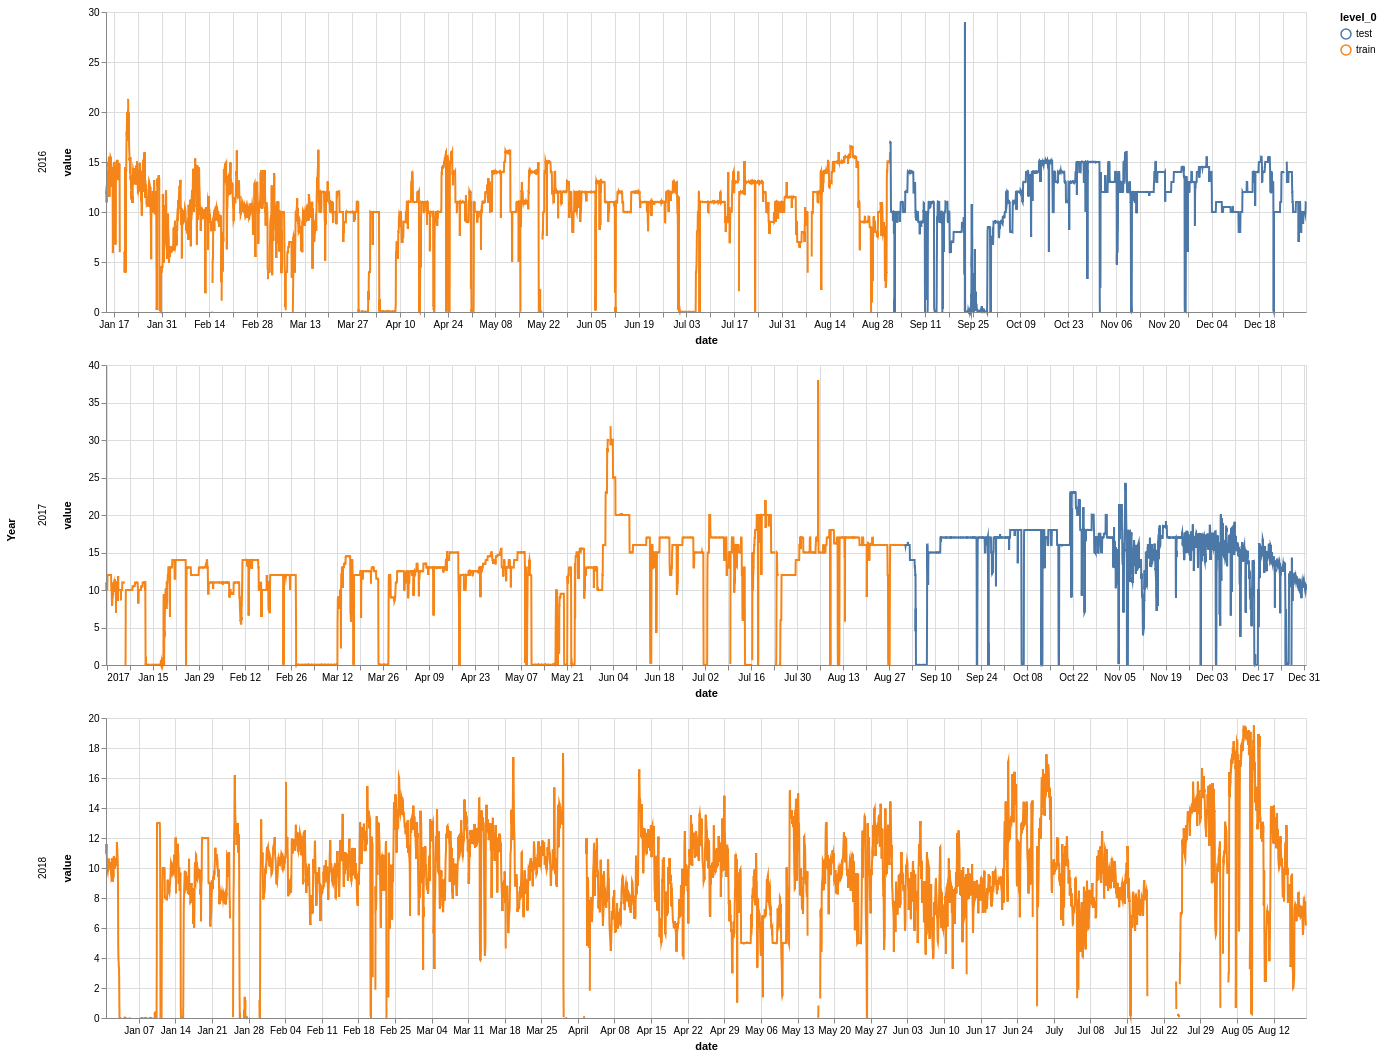 level_0
test
train
Year
2016
value
30
25
20
15
10
5
0
Jan 17 Jan 31 Feb 14 Feb 28 Mar 13 Mar 27 Apr 10 Apr 24 May 08 May 22 Jun 05 Jun 19 Jul 03 Jul 17 Jul 31 Aug 14 Aug 28 Sep 11 Sep 25 Oct 09 Oct 23 Nov 06 Nov 20 Dec 04 Dec 18
date
2017
value
40
35
30
25
20
15
10
5
0
2017 Jan 15 Jan 29 Feb 12 Feb 26 Mar 12 Mar 26 Apr 09 Apr 23 May 07 May 21 Jun 04 Jun 18 Jul 02 Jul 16 Jul 30 Aug 13 Aug 27 Sep 10 Sep 24 Oct 08 Oct 22 Nov 05 Nov 19 Dec 03 Dec 17 Dec 31
date
2018
value
20
18
16
14
12
10
8
6
4
2
0
Jan 07 Jan 14 Jan 21 Jan 28 Feb 04 Feb 11 Feb 18 Feb 25 Mar 04 Mar 11 Mar 18 Mar 25 April Apr 08 Apr 15 Apr 22 Apr 29 May 06 May 13 May 20 May 27 Jun 03 Jun 10 Jun 17 Jun 24 July Jul 08 Jul 15 Jul 22 Jul 29 Aug 05 Aug 12
date